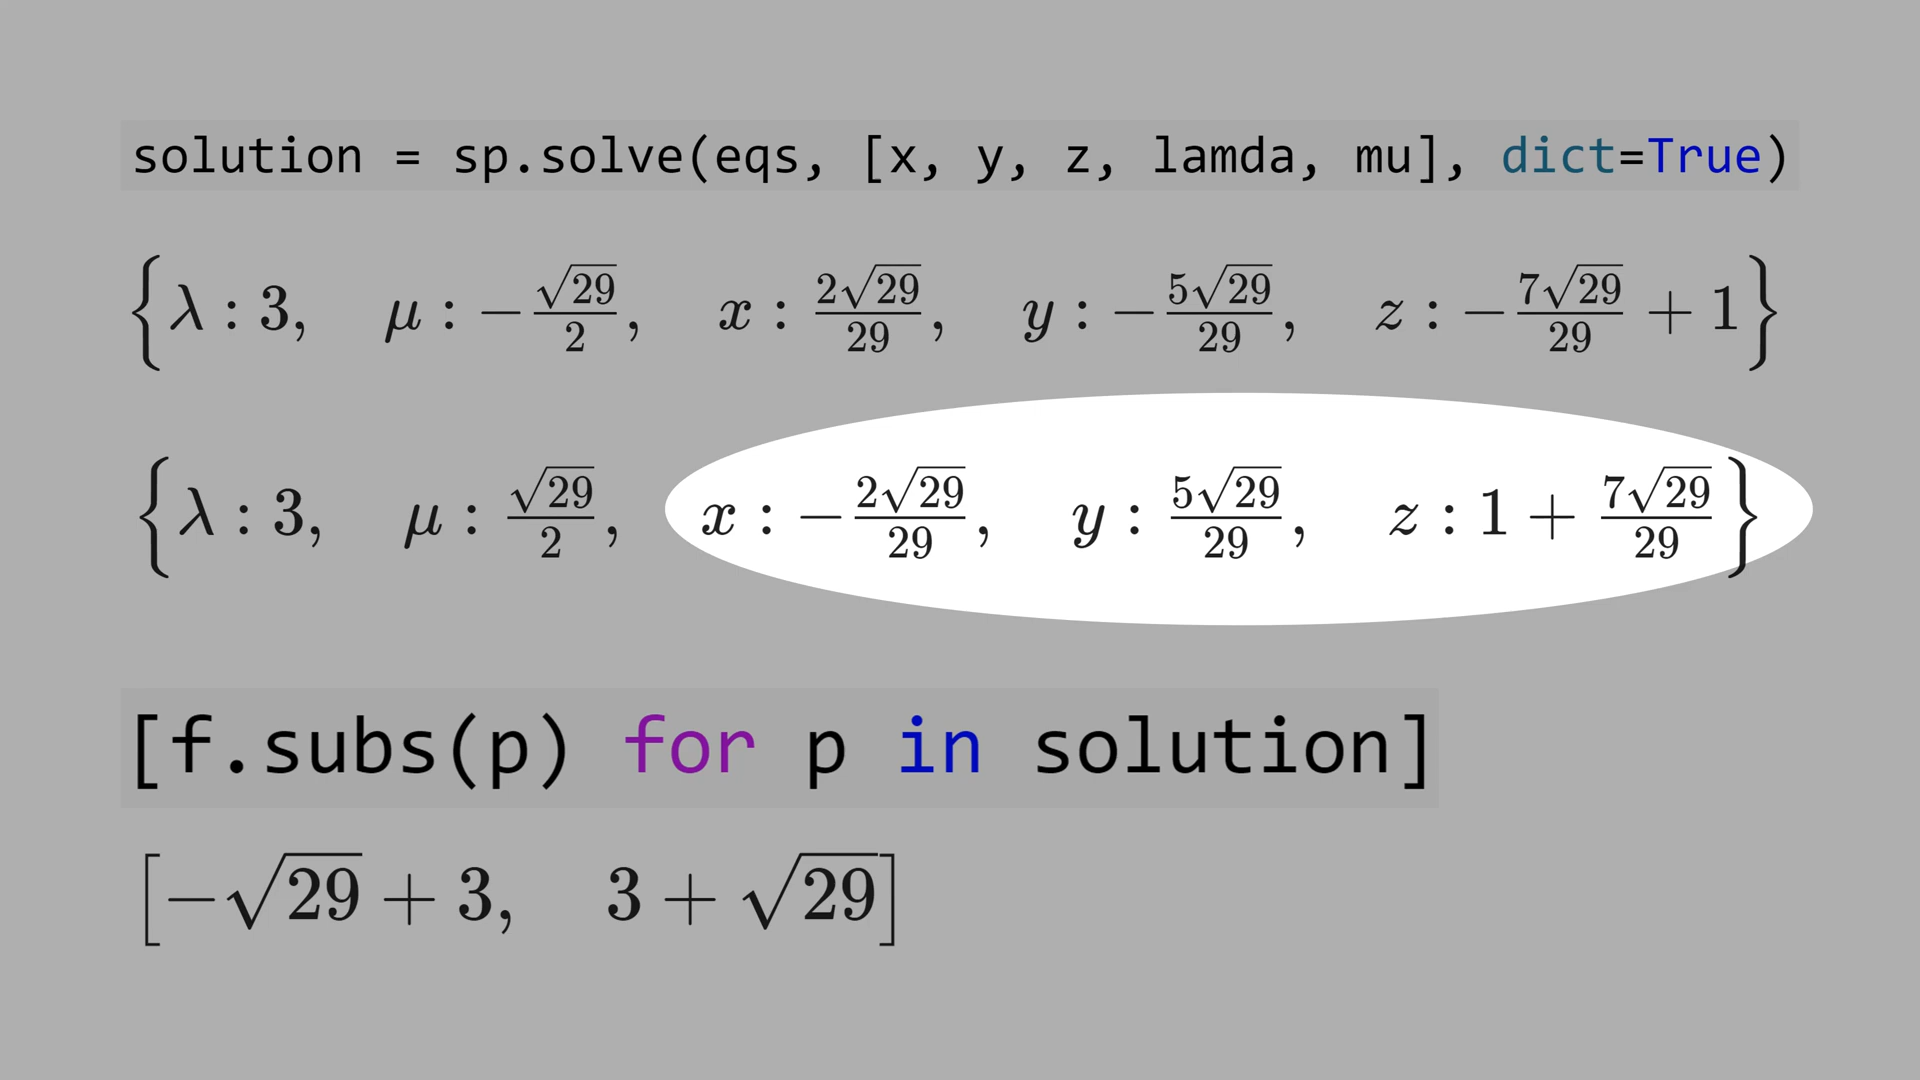 solution = sp.solve(eqs, [x, y, z, lamda, mu], dict=True)
{λ : 3, μ : −√29/2, x : 2√29/29, y : −5√29/29, z : −7√29/29 + 1}
{λ : 3, μ : √29/2, x : −2√29/29, y : 5√29/29, z : 1 + 7√29/29}
[f.subs(p) for p in solution]
[−√29 + 3, 3 + √29]